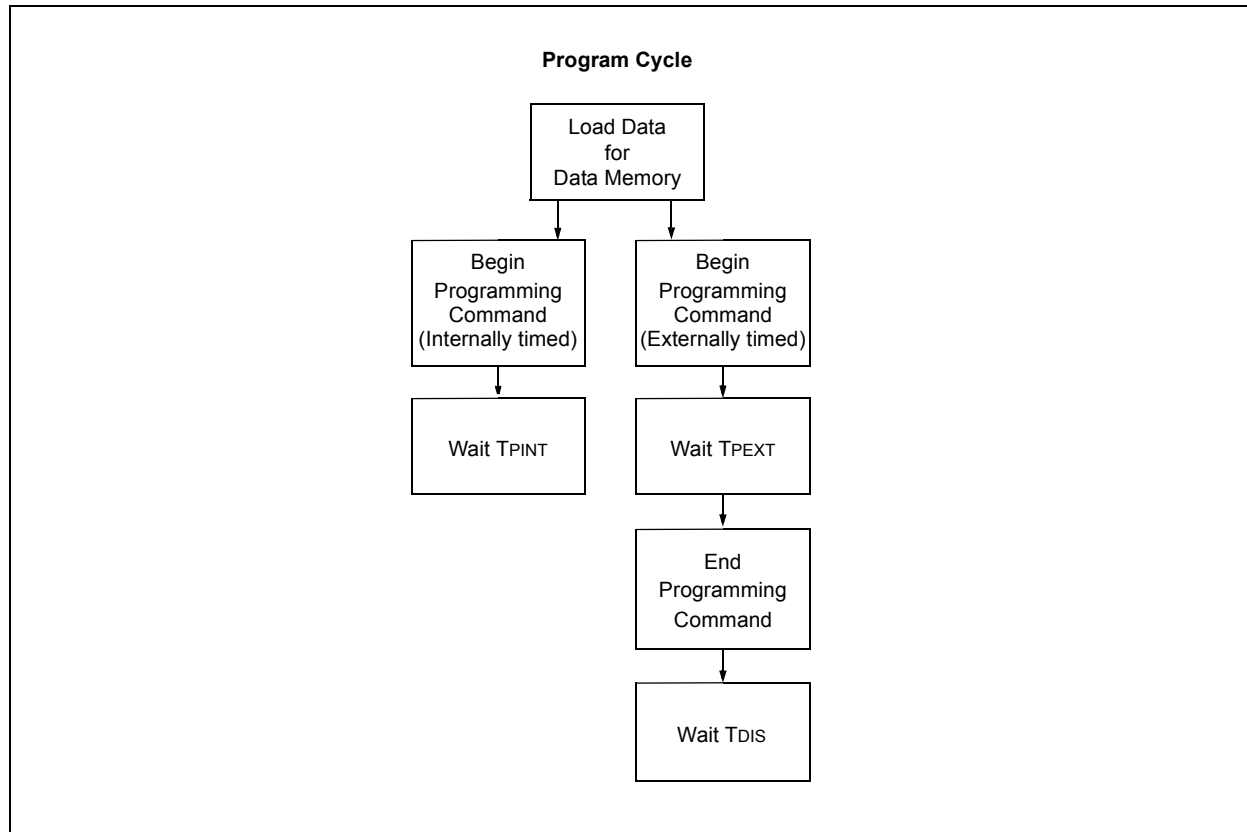 Program Cycle
Load Data
for
Data Memory
Begin
Programming
Command
(Internally timed)
Begin
Programming
Command
(Externally timed)
Wait TPINT
Wait TPEXT
End
Programming
Command
Wait TDIS